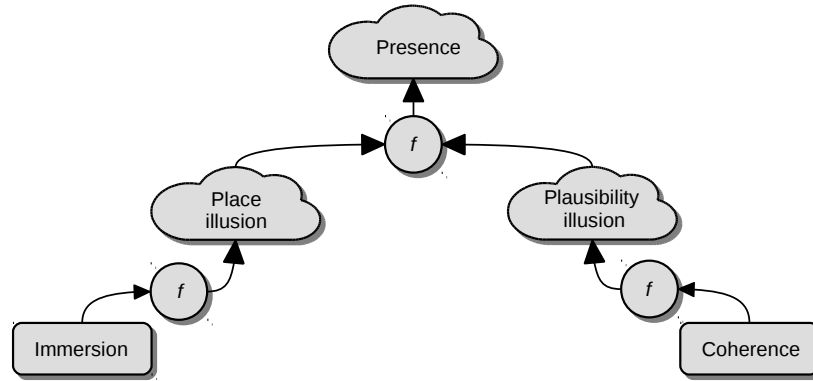 Presence
f
Place
illusion
Plausibility
illusion
f
f
Immersion
Coherence